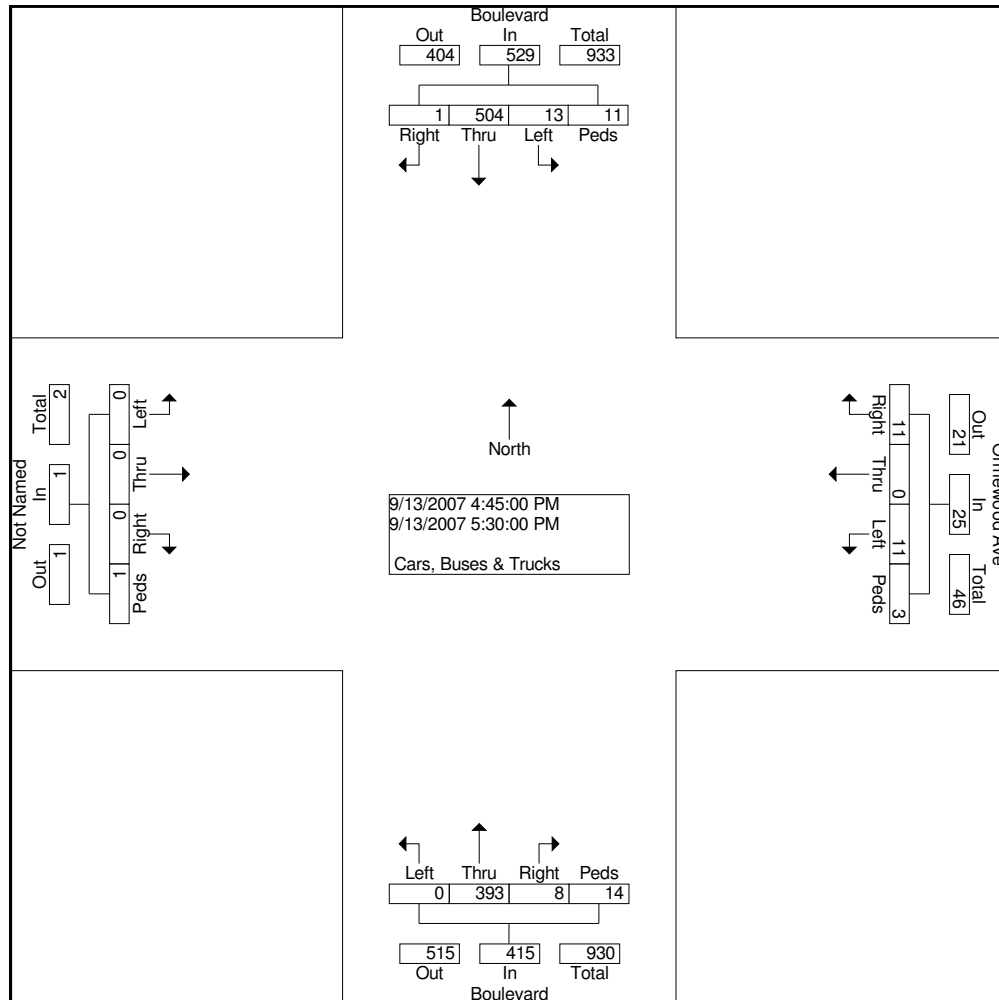 Boulevard
Out In Total
404 529 933
1 504 13 11
Right Thru Left Peds
Total In Out
2 1 1
Not Named
0 0 0 1
Left Thru Right Peds
North
9/13/2007 4:45:00 PM
9/13/2007 5:30:00 PM
Cars, Buses & Trucks
Right Thru Left Peds
11 0 11 3
Out In Total
21 25 46
Ave
Left Thru Right Peds
0 393 8 14
515 415 930
Out In Total
Boulevard